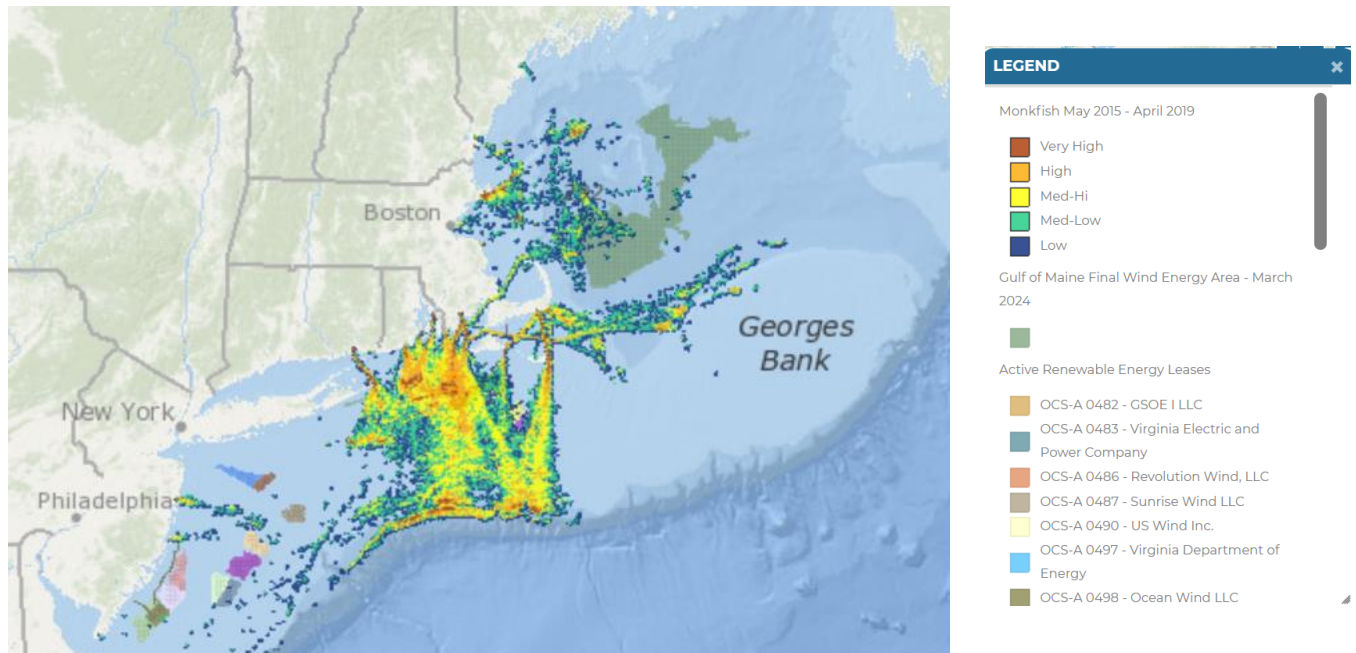 Boston
Georges
Bank
New York
Philadelphia
LEGEND
Monkfish May 2015 - April 2019
Very High
High
Med-Hi
Med-Low
Low
Gulf of Maine Final Wind Energy Area - March
2024
Active Renewable Energy Leases
OCS-A 0482 - GSOE I LLC
OCS-A 0483 - Virginia Electric and
Power Company
OCS-A 0486 - Revolution Wind, LLC
OCS-A 0487 - Sunrise Wind LLC
OCS-A 0490 - US Wind Inc.
OCS-A 0497 - Virginia Department of
Energy
OCS-A 0498 - Ocean Wind LLC